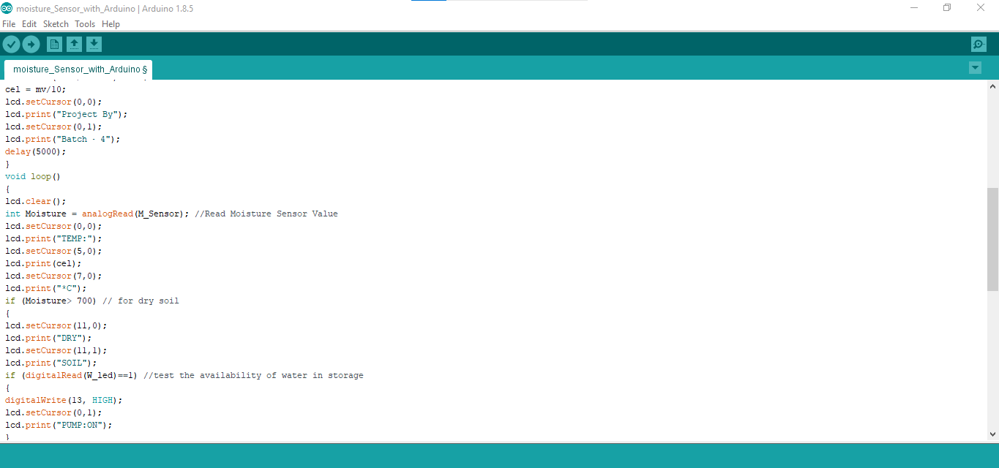 moisture_Sensor_with_Arduino | Arduino 1.8.5
File Edit Sketch Tools Help
moisture_Sensor_with_Arduino §
cel = mv/10;
lcd.setCursor(0,0);
lcd.print("Project By");
lcd.setCursor(0,1);
lcd.print("Batch - 4");
delay(5000);
}
void loop()
{
lcd.clear();
int Moisture = analogRead(M_Sensor); //Read Moisture Sensor Value
lcd.setCursor(0,0);
lcd.print("TEMP:");
lcd.setCursor(5,0);
lcd.print(cel);
lcd.setCursor(7,0);
lcd.print("*C");
if (Moisture> 700) // for dry soil
{
lcd.setCursor(11,0);
lcd.print("DRY");
lcd.setCursor(11,1);
lcd.print("SOIL");
if (digitalRead(W_led)==1) //test the availability of water in storage
{
digitalWrite(13, HIGH);
lcd.setCursor(0,1);
lcd.print("PUMP:ON");
}